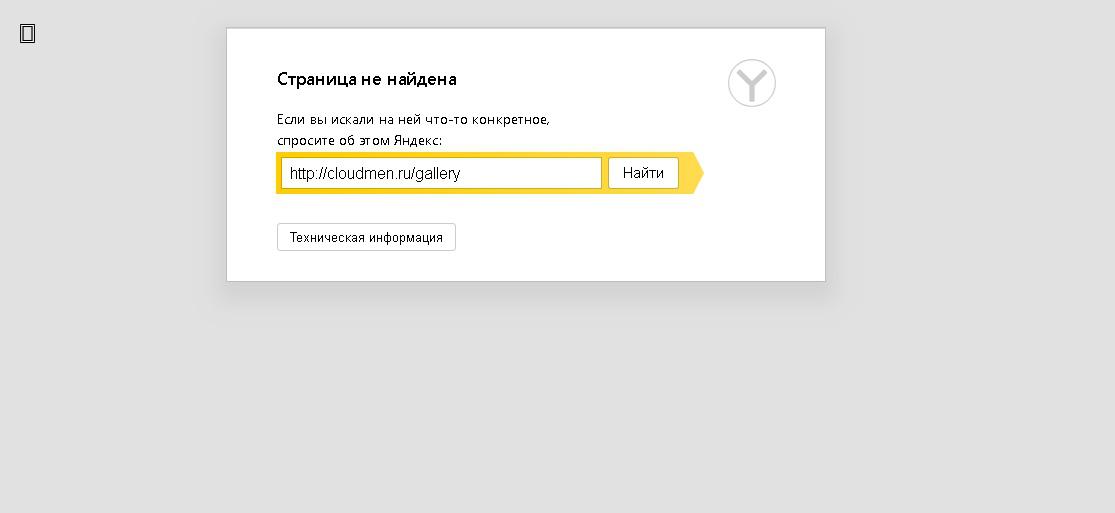 Страница не найдена
Если вы искали на ней что-то конкретное,
спросите об этом Яндекс:
http://cloudmen.ru/gallery
Найти
Техническая информация